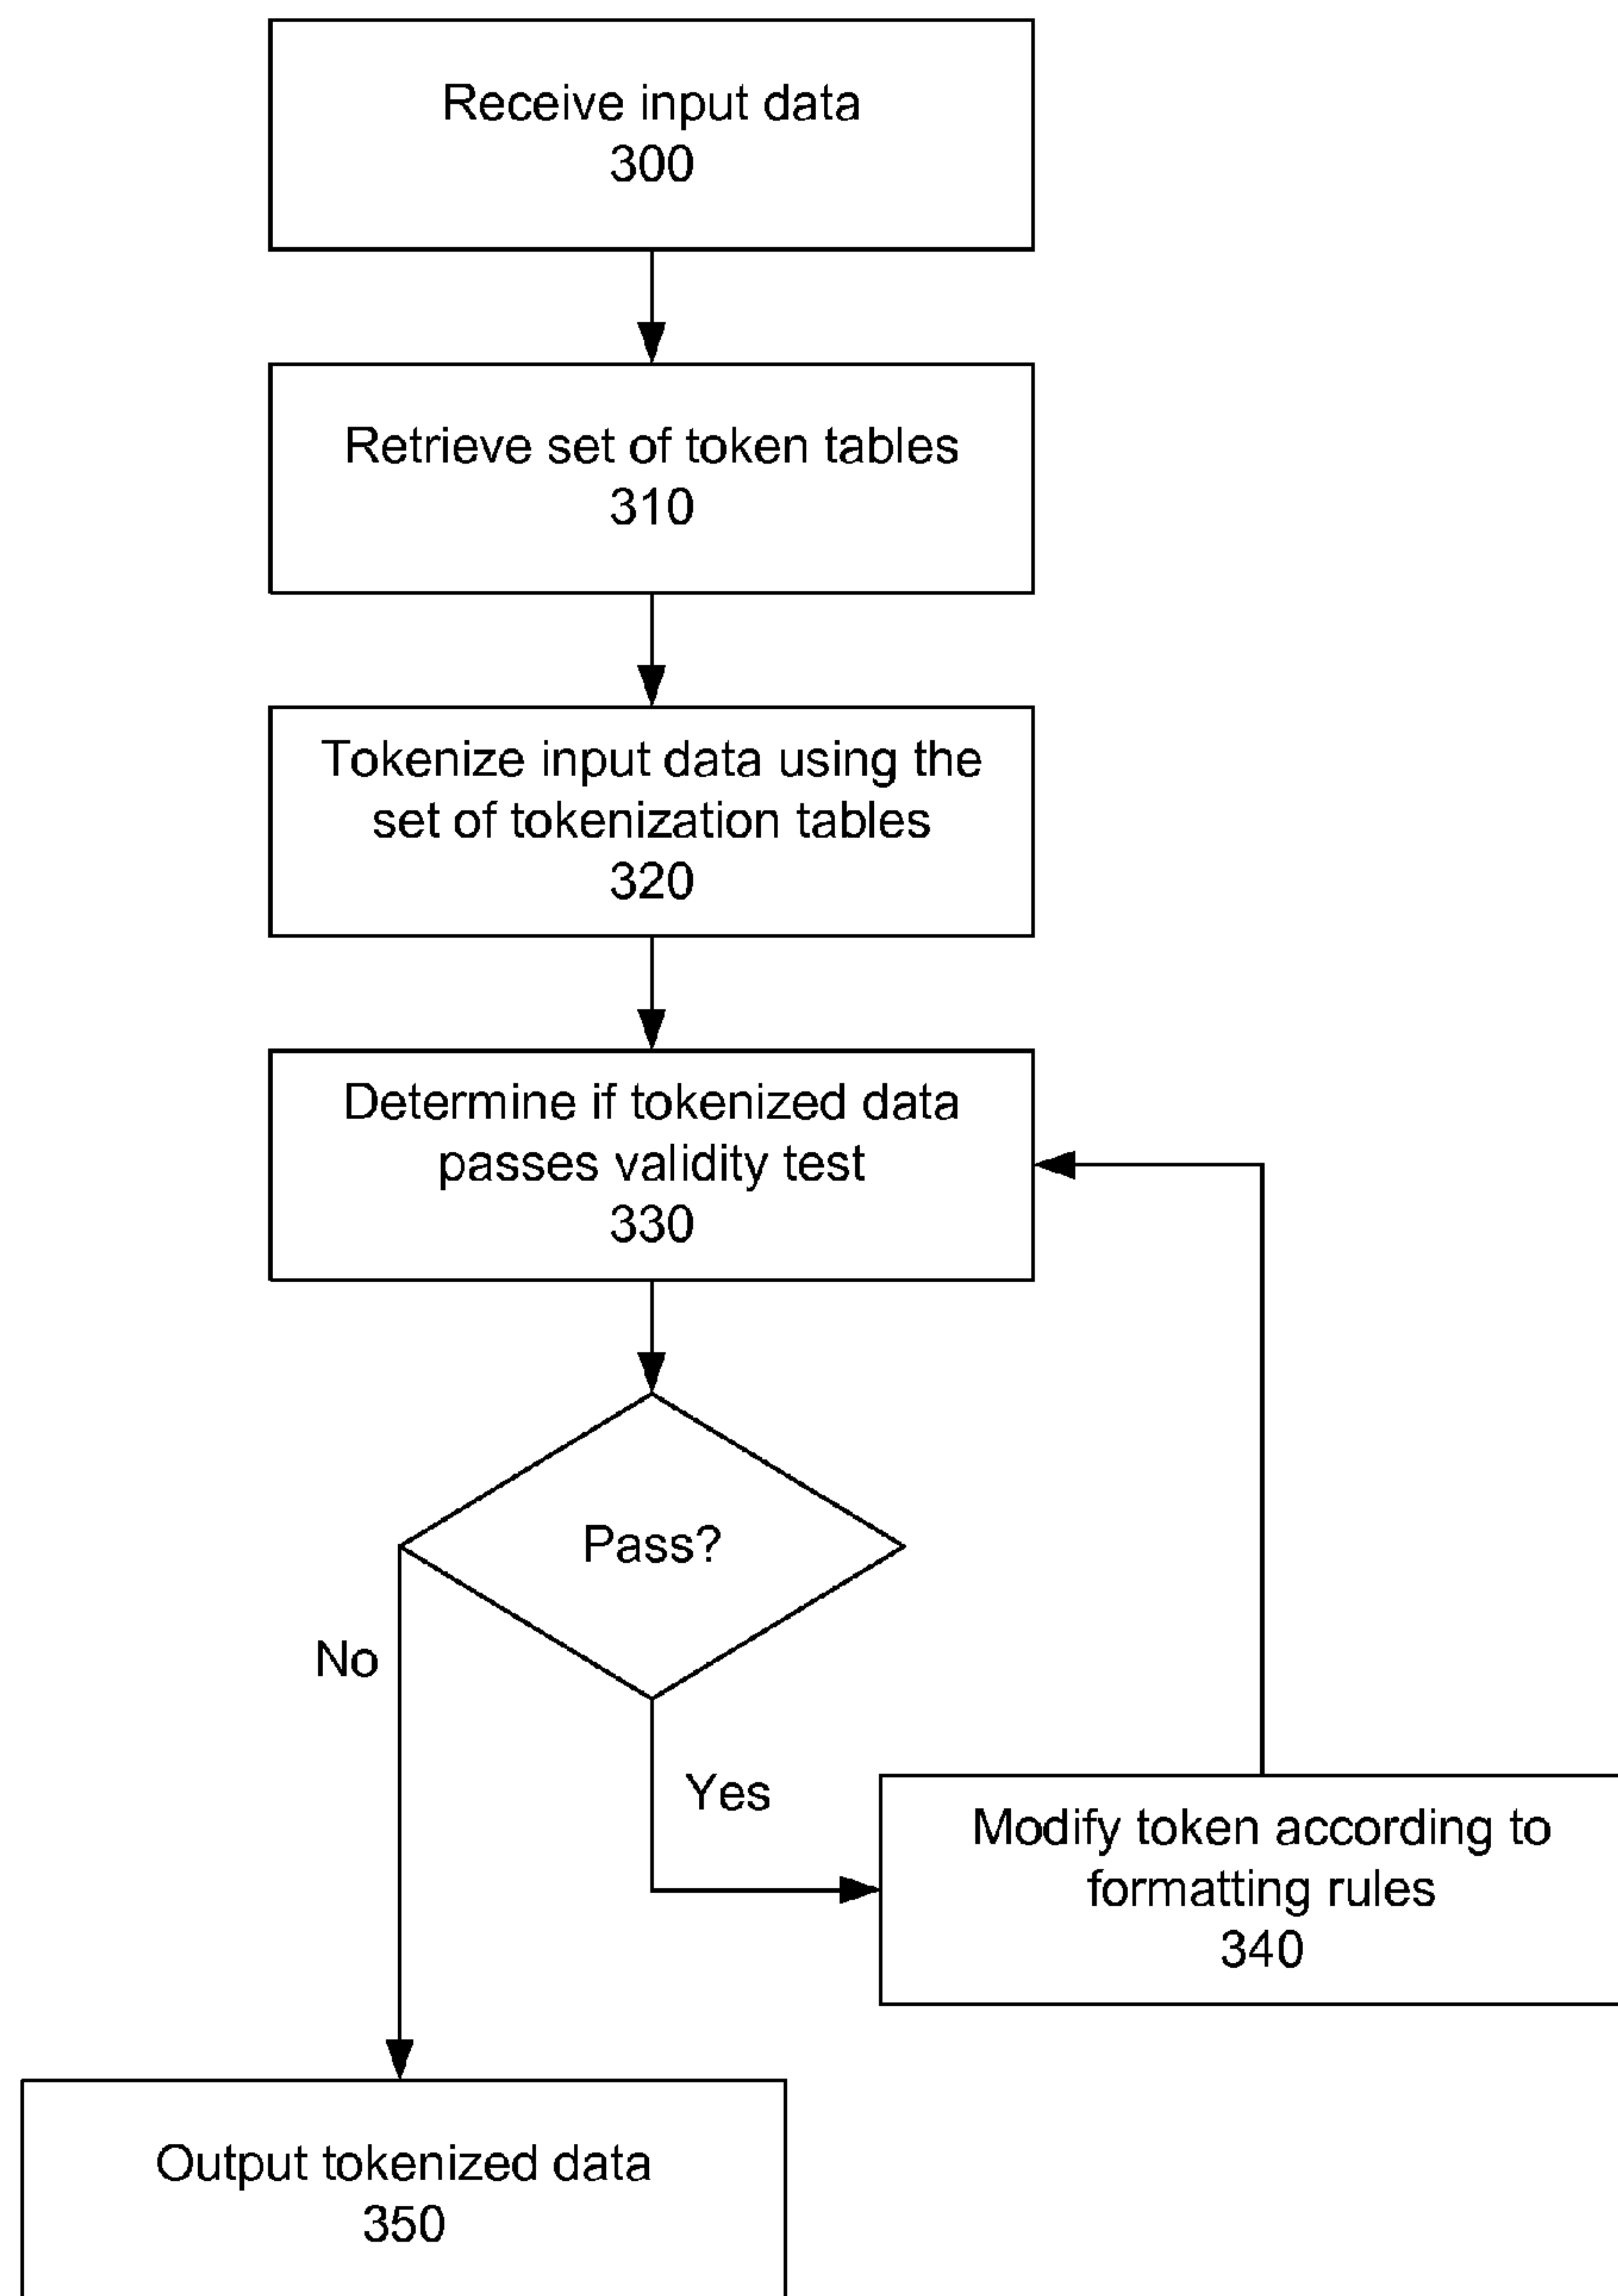 Receive input data
300
Retrieve set of token tables
310
Tokenize input data using the
set of tokenization tables
320
Determine if tokenized data
passes validity test
330
Pass?
No
Yes
Modify token according to
formatting rules
340
Output tokenized data
350